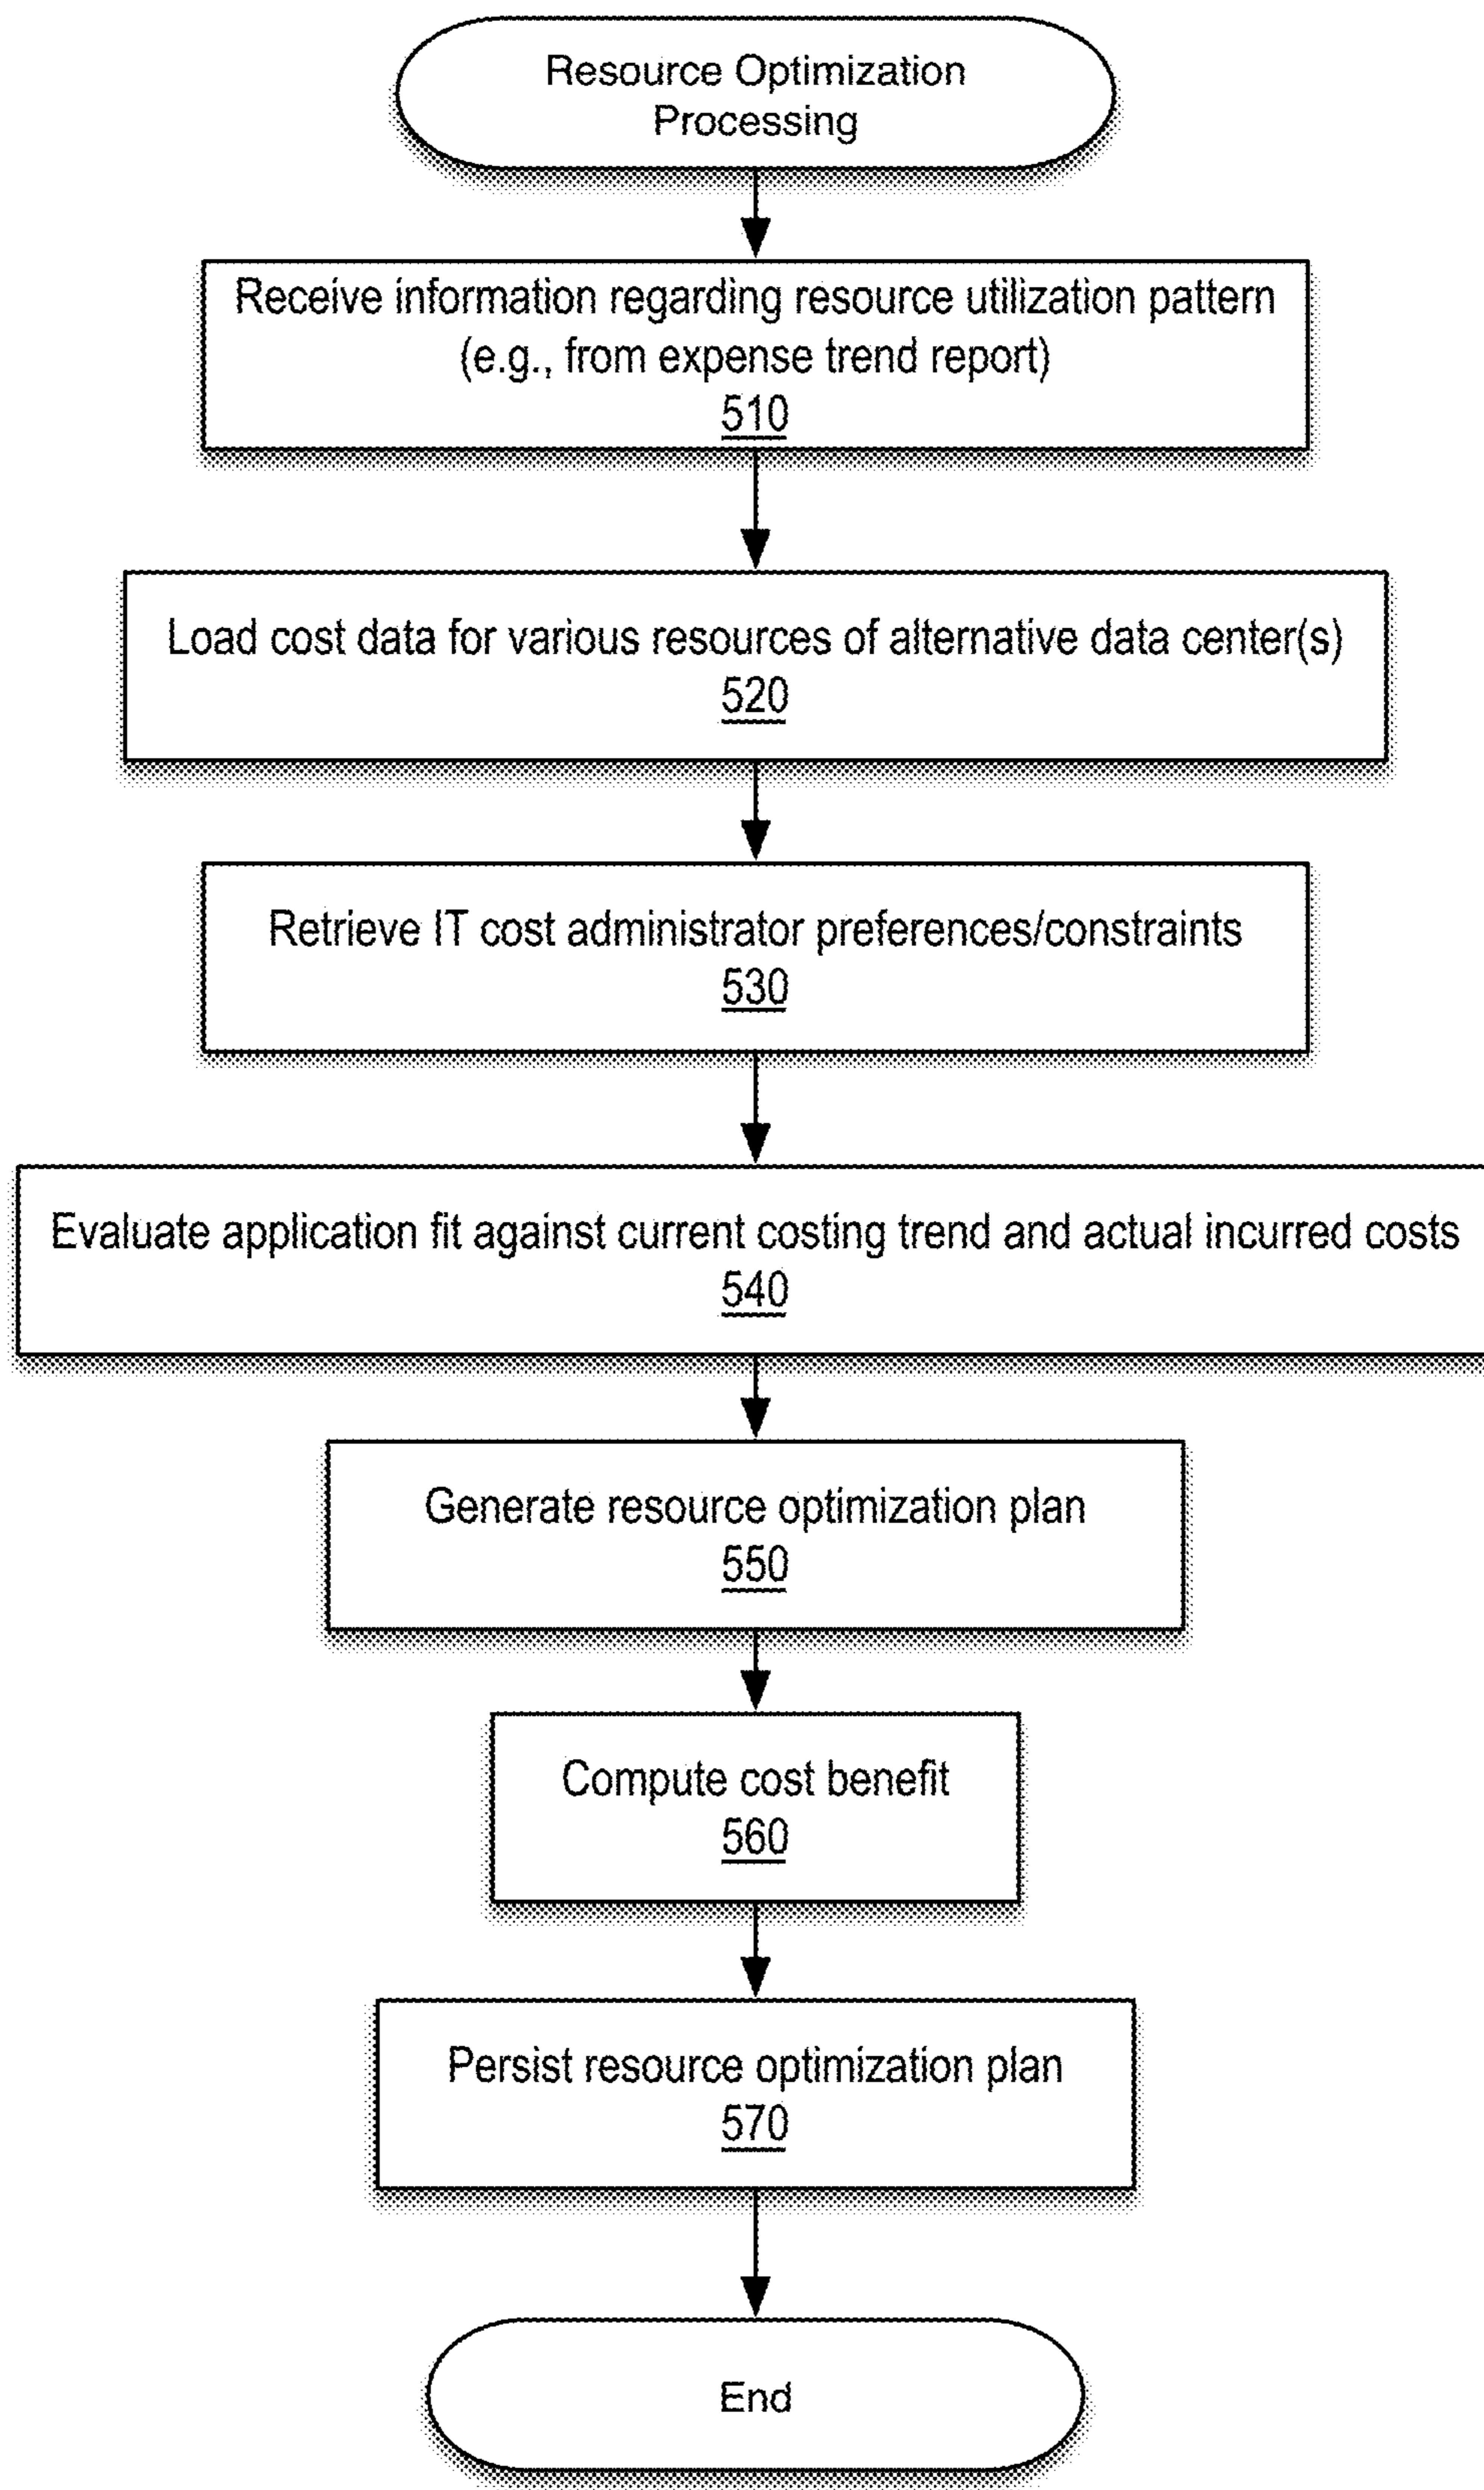 Resource Optimization
Processing
Receive information regarding resource utilization pattern
(e.g., from expense trend report)
510
Load cost data for various resources of alternative data center(s)
520
Retrieve IT cost administrator preferences/constraints
530
Evaluate application fit against current costing trend and actual incurred costs
540
Generate resource optimization plan
550
Compute cost benefit
560
Persist resource optimization plan
570
End